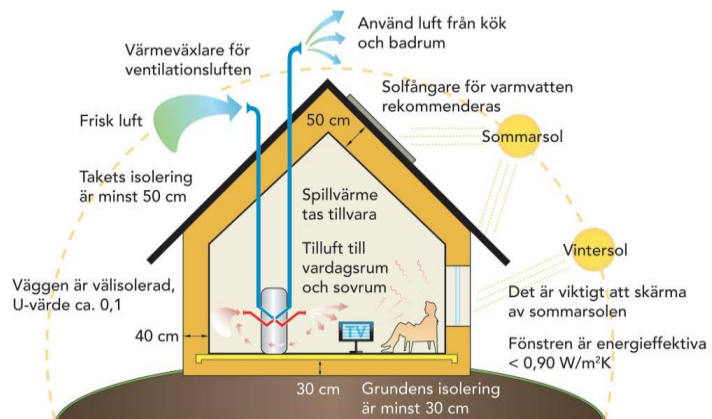 Använd luft från kök
och badrum
Värmeväxlare för
ventilationsluften
Solfångare för varmvatten
rekommenderas
Frisk luft
50 cm
Sommarsol
Takets isolering
är minst 50 cm
Spillvärme
tas tillvara
Tilluft till
vardagsrum
och sovrum
Vintersol
Väggen är välisolerad,
U-värde ca. 0,1
Det är viktigt att skärma
av sommarsolen
40 cm
TV
Fönstren är energieffektiva
< 0,90 W/m²K
30 cm
Grundens isolering
är minst 30 cm